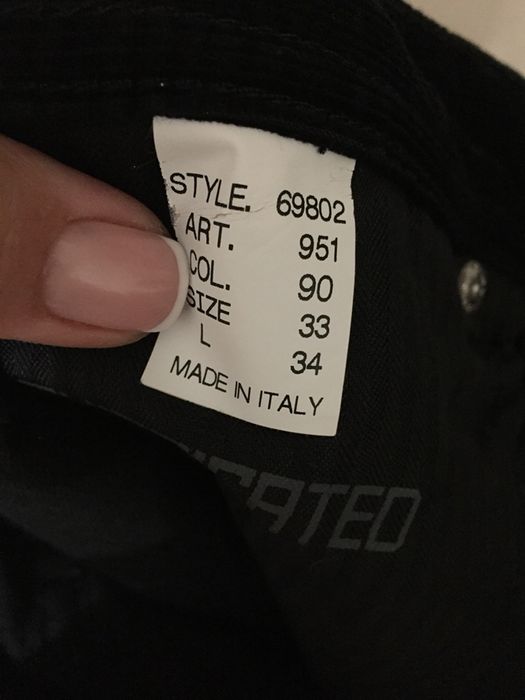 STYLE. 69802
ART. 951
COL. 90
SIZE 33
L 34
MADE IN ITALY